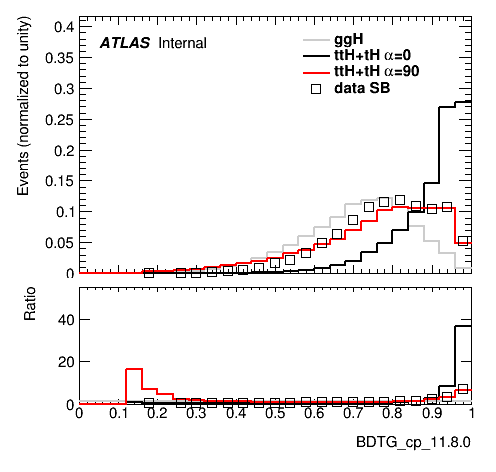 ATLAS Internal
ggH
ttH+tH α=0
ttH+tH α=90
data SB
Events (normalized to unity)
0.4
0.35
0.3
0.25
0.2
0.15
0.1
0.05
0
Ratio
40
20
0
0 0.1 0.2 0.3 0.4 0.5 0.6 0.7 0.8 0.9 1
BDTG_cp_11.8.0